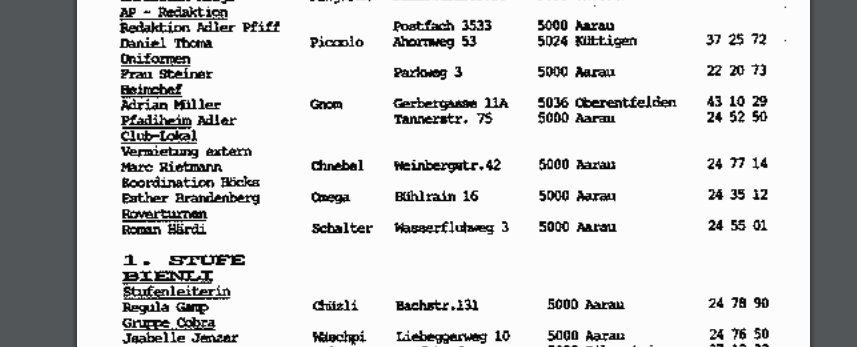 AP - Redaktion
Redaktion Adler Pfiff Postfach 3533 5000 Aarau
Daniel Thoma Piccolo Ahornweg 53 5024 Küttigen 37 25 72
Uniformen
Frau Steiner Parkweg 3 5000 Aarau 22 20 73
Heimchef
Adrian Müller Gnom Gerbergasse 11A 5036 Oberentfelden 43 10 29
Pfadiheim Adler Tannerstr. 75 5000 Aarau 24 52 50
Club-Lokal
Vermietung extern
Marc Rietmann Chnebel Weinbergstr.42 5000 Aarau 24 77 14
Koordination Höcks
Esther Brandenberg Omega Bühlrain 16 5000 Aarau 24 35 12
Roverturnen
Roman Härdi Schalter Wasserfluhweg 3 5000 Aarau 24 55 01
1. STUFE
BIENLI
Stufenleiterin
Regula Gamp Chüzli Bachstr.131 5000 Aarau 24 78 90
Gruppe Cobra
Isabelle Jenzer Wäschpi Liebeggerweg 10 5000 Aarau 24 76 50